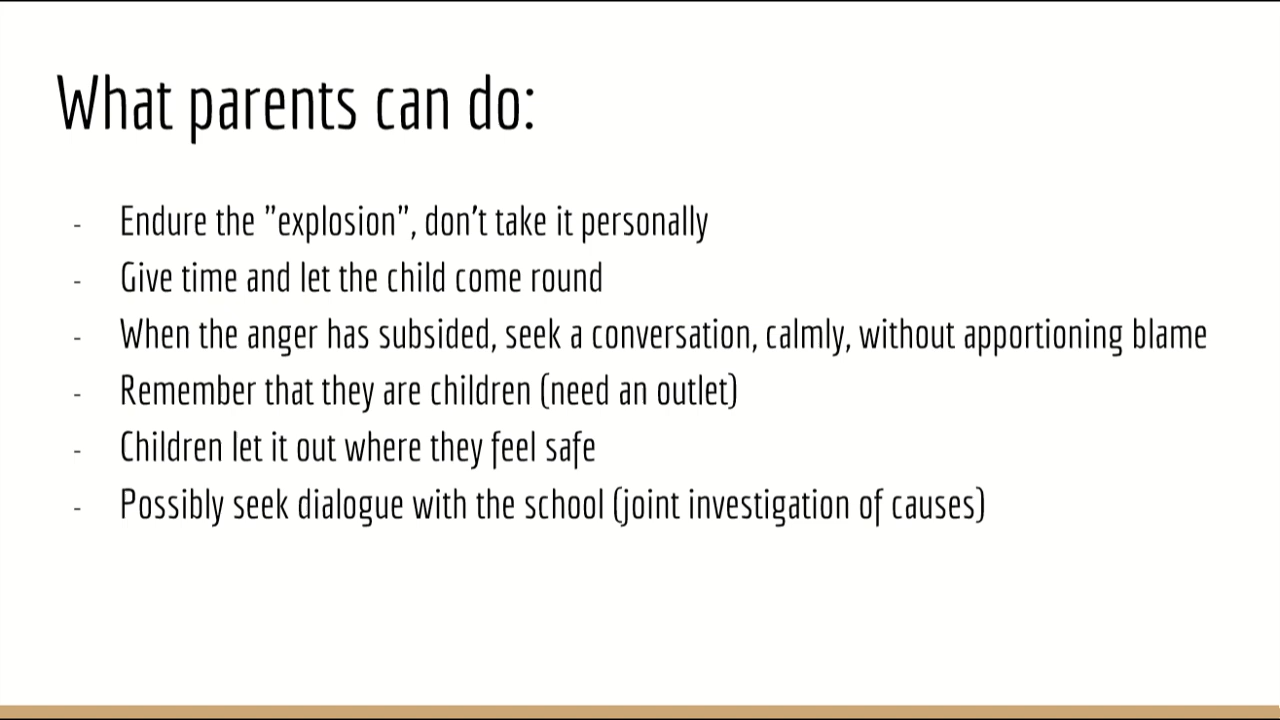 What parents can do:
- Endure the ”explosion”, don’t take it personally
- Give time and let the child come round
- When the anger has subsided, seek a conversation, calmly, without apportioning blame
- Remember that they are children (need an outlet)
- Children let it out where they feel safe
- Possibly seek dialogue with the school (joint investigation of causes)